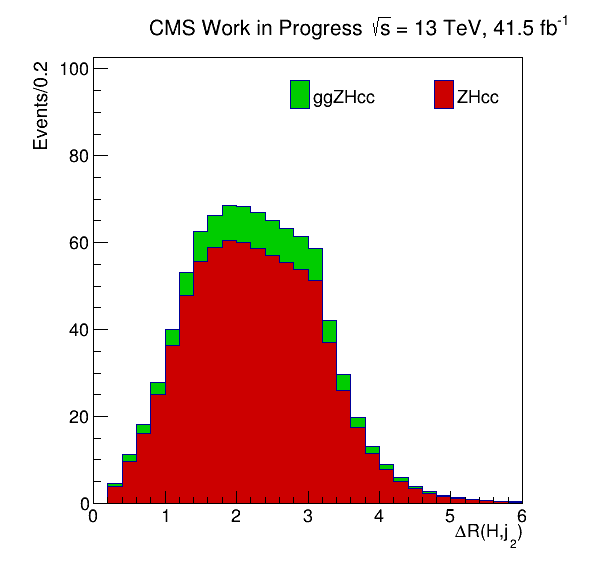 CMS Work in Progress √s = 13 TeV, 41.5 fb⁻¹
Events/0.2
ggZHcc ZHcc
100
80
60
40
20
0
0 1 2 3 4 5 6
ΔR(H,j₂)